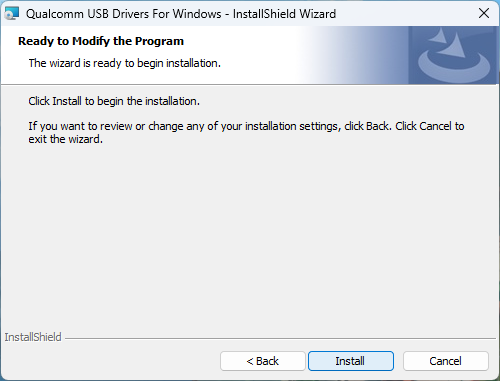 Qualcomm USB Drivers For Windows - InstallShield Wizard
Ready to Modify the Program
The wizard is ready to begin installation.
Click Install to begin the installation.
If you want to review or change any of your installation settings, click Back. Click Cancel to
exit the wizard.
InstallShield
< Back
Install
Cancel